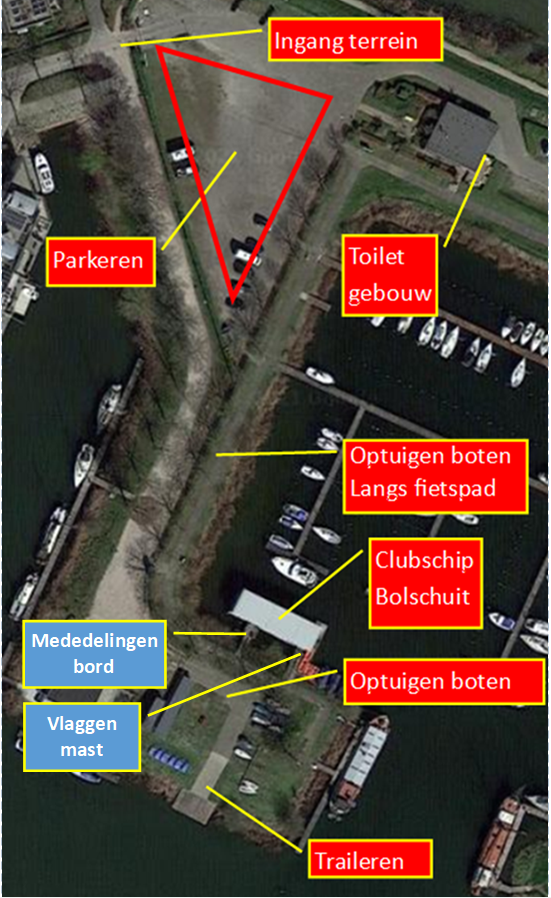 Ingang terrein
Parkeren
Toilet
gebouw
Optuigen boten
Langs fietspad
Clubschip
Bolschuit
Mededelingen
bord
Optuigen boten
Vlaggen
mast
Traileren